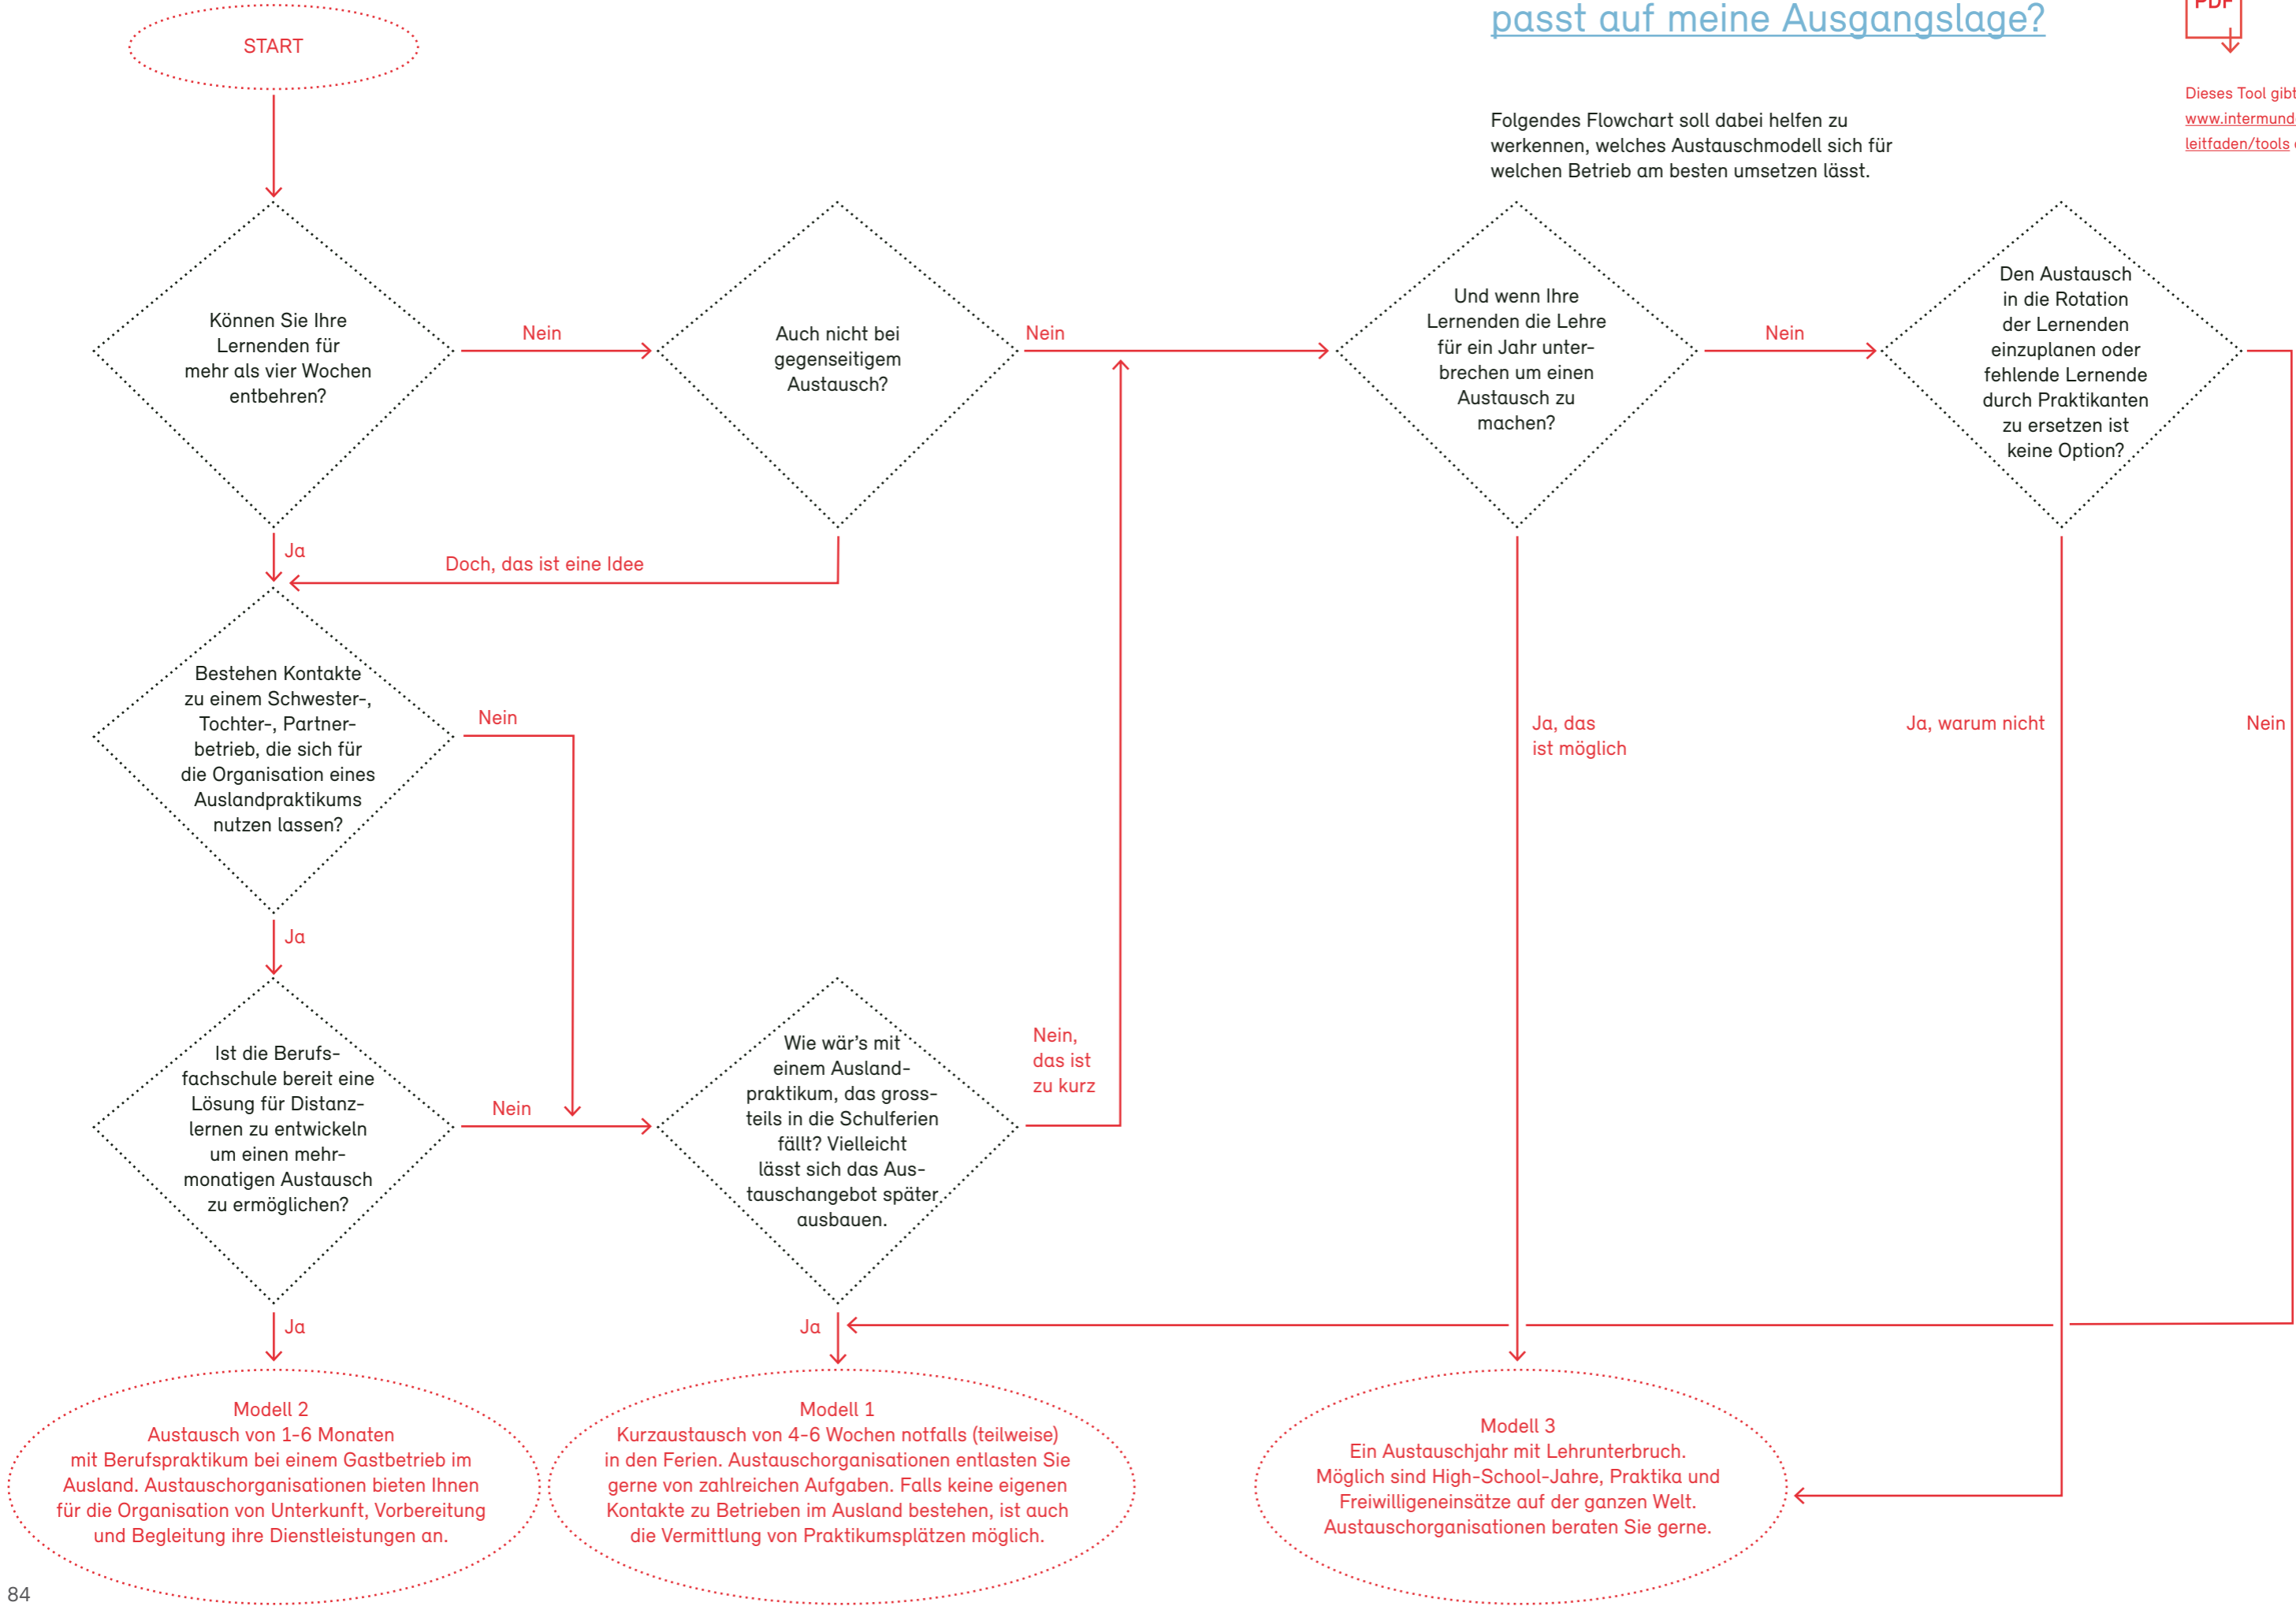 passt auf meine Ausgangslage?
PDF
Dieses Tool gibt
www.intermund
leitfaden/tools
Folgendes Flowchart soll dabei helfen zu
werkennen, welches Austauschmodell sich für
welchen Betrieb am besten umsetzen lässt.
START
Können Sie Ihre
Lernenden für
mehr als vier Wochen
entbehren?
Nein
Auch nicht bei
gegenseitigem
Austausch?
Nein
Und wenn Ihre
Lernenden die Lehre
für ein Jahr unter-
brechen um einen
Austausch zu
machen?
Nein
Den Austausch
in die Rotation
der Lernenden
einzuplanen oder
fehlende Lernende
durch Praktikanten
zu ersetzen ist
keine Option?
Ja
Doch, das ist eine Idee
Bestehen Kontakte
zu einem Schwester-,
Tochter-, Partner-
betrieb, die sich für
die Organisation eines
Auslandpraktikums
nutzen lassen?
Nein
Ja, das
ist möglich
Ja, warum nicht
Nein
Ja
Ist die Berufs-
fachschule bereit eine
Lösung für Distanz-
lernen zu entwickeln
um einen mehr-
monatigen Austausch
zu ermöglichen?
Nein
Wie wär’s mit
einem Ausland-
praktikum, das gross-
teils in die Schulferien
fällt? Vielleicht
lässt sich das Aus-
tauschangebot später
ausbauen.
Nein,
das ist
zu kurz
Ja
Ja
Modell 2
Austausch von 1-6 Monaten
mit Berufspraktikum bei einem Gastbetrieb im
Ausland. Austauschorganisationen bieten Ihnen
für die Organisation von Unterkunft, Vorbereitung
und Begleitung ihre Dienstleistungen an.
Modell 1
Kurzaustausch von 4-6 Wochen notfalls (teilweise)
in den Ferien. Austauschorganisationen entlasten Sie
gerne von zahlreichen Aufgaben. Falls keine eigenen
Kontakte zu Betrieben im Ausland bestehen, ist auch
die Vermittlung von Praktikumsplätzen möglich.
Modell 3
Ein Austauschjahr mit Lehrunterbruch.
Möglich sind High-School-Jahre, Praktika und
Freiwilligeneinsätze auf der ganzen Welt.
Austauschorganisationen beraten Sie gerne.
84